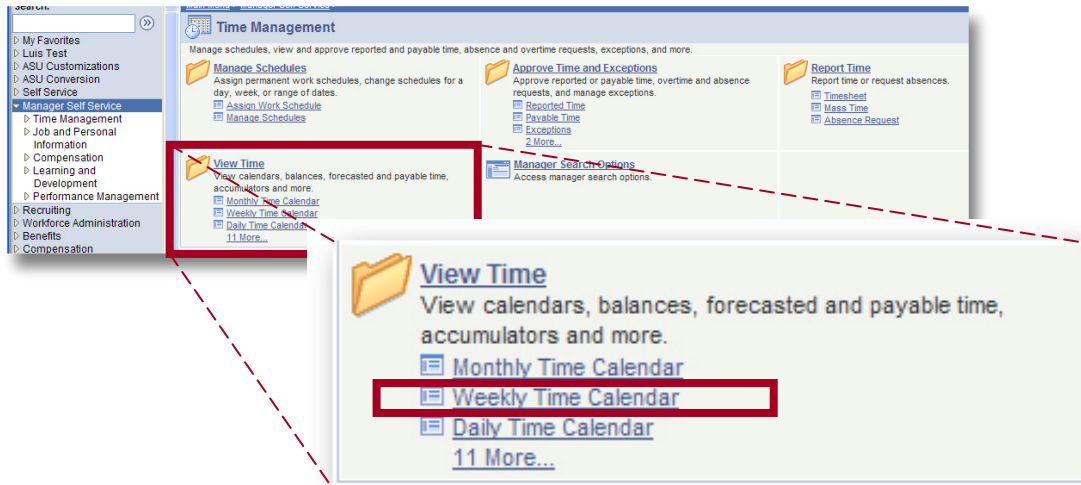 search:
Main Menu > Manager Self Service >
My Favorites
Luis Test
ASU Customizations
ASU Conversion
Self Service
Manager Self Service
Time Management
Job and Personal
Information
Compensation
Learning and
Development
Performance Management
Recruiting
Workforce Administration
Benefits
Compensation
Time Management
Manage schedules, view and approve reported and payable time, absence and overtime requests, exceptions, and more.
Manage Schedules
Assign permanent work schedules, change schedules for a
day, week, or range of dates.
Assign Work Schedule
Manage Schedules
Approve Time and Exceptions
Approve reported or payable time, overtime and absence
requests, and manage exceptions.
Reported Time
Payable Time
Exceptions
2 More...
Report Time
Report time or request absences.
Timesheet
Mass Time
Absence Request
View Time
View calendars, balances, forecasted and payable time,
accumulators and more.
Monthly Time Calendar
Weekly Time Calendar
Daily Time Calendar
11 More...
Manager Search Options
Access manager search options.
View Time
View calendars, balances, forecasted and payable time,
accumulators and more.
Monthly Time Calendar
Weekly Time Calendar
Daily Time Calendar
11 More...